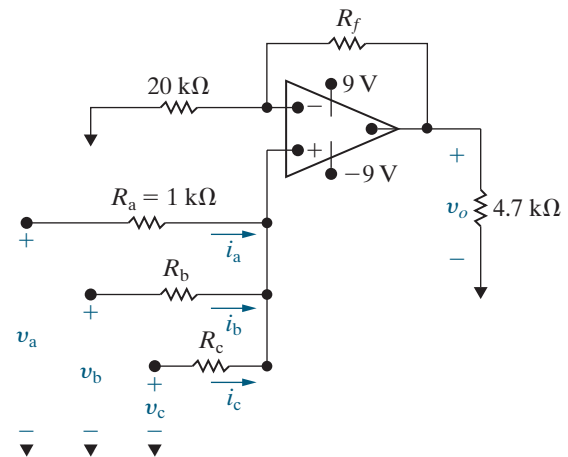 R_f
20 kΩ
9 V
−
+
−9 V
+
v_o
4.7 kΩ
−
R_a = 1 kΩ
+
i_a
R_b
+
i_b
v_a
R_c
v_b
+
i_c
v_c
− − −